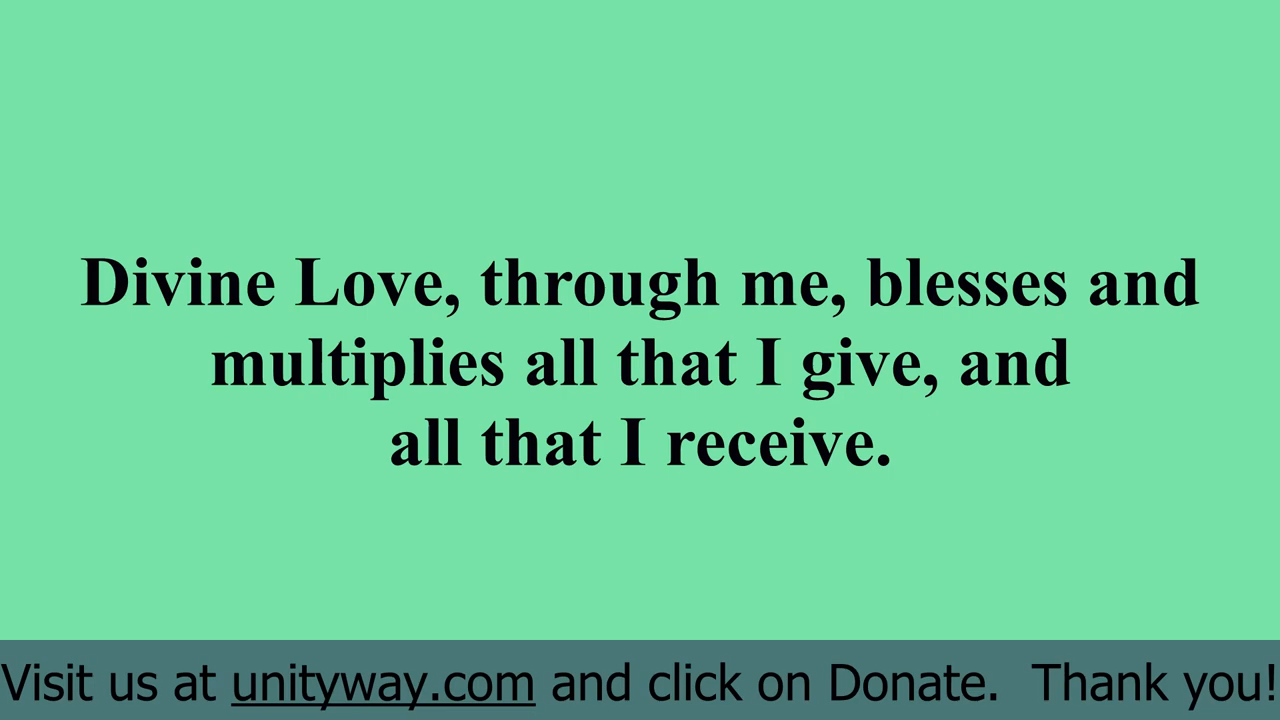 Divine Love, through me, blesses and
multiplies all that I give, and
all that I receive.
Visit us at unityway.com and click on Donate.  Thank you!